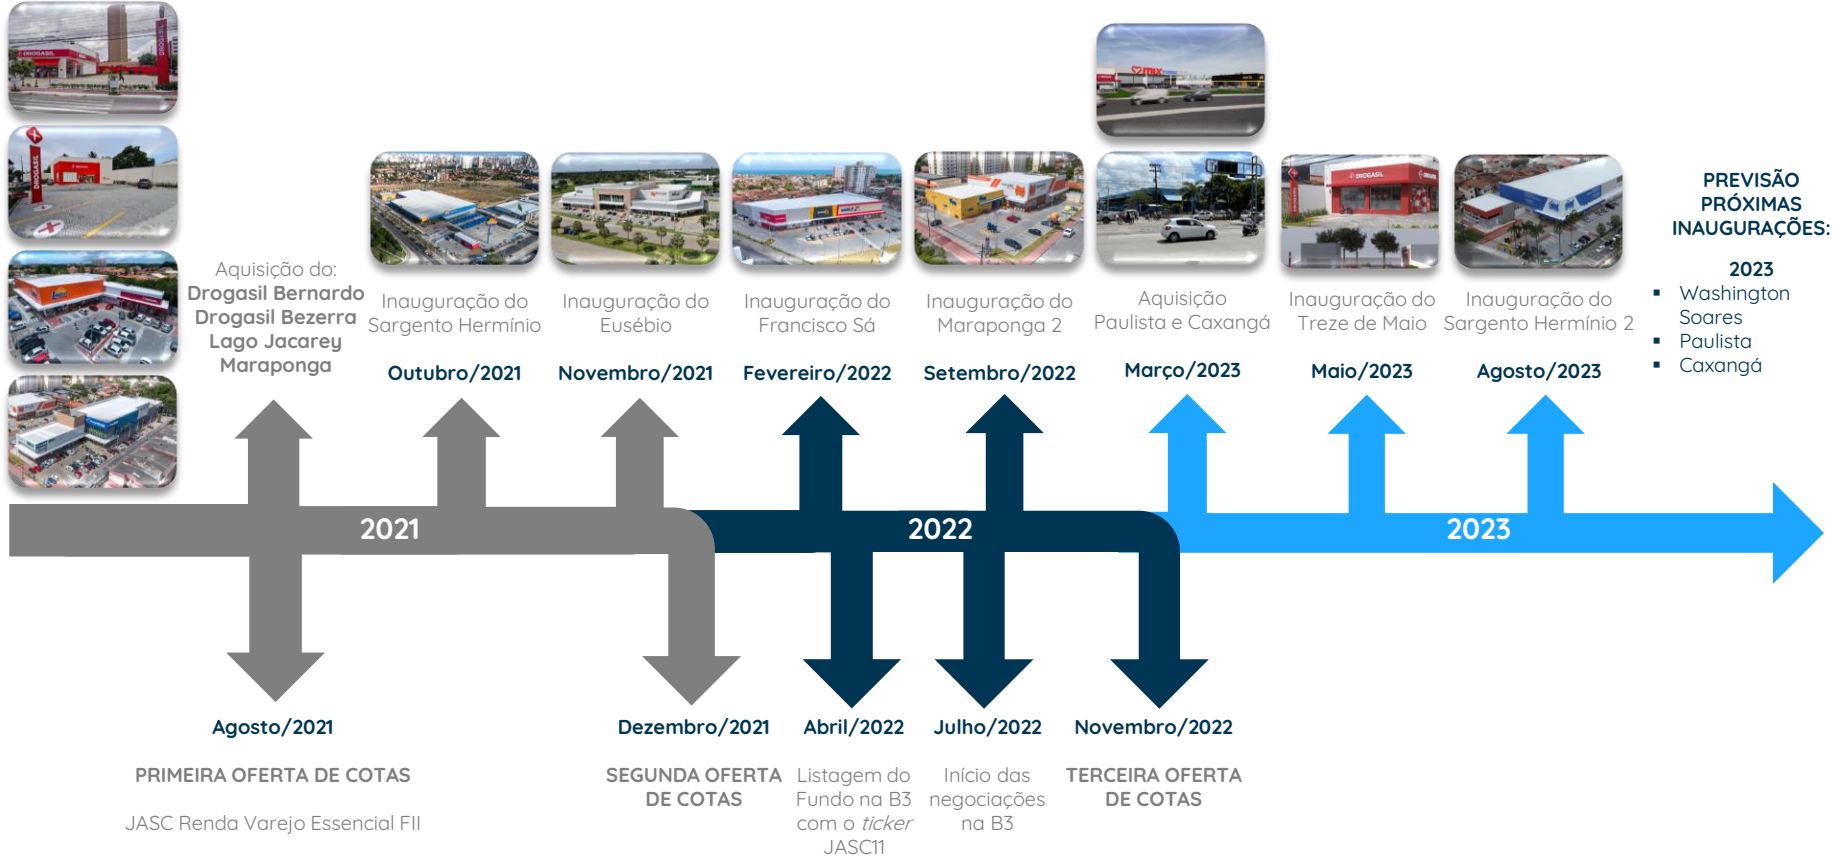 DROGASIL
DROGASIL
mix
DROGASIL
Aquisição do:
Drogasil Bernardo
Drogasil Bezerra
Lago Jacarey
Maraponga
Inauguração do
Sargento Hermínio
Outubro/2021
Inauguração do
Eusébio
Novembro/2021
Inauguração do
Francisco Sá
Fevereiro/2022
Inauguração do
Maraponga 2
Setembro/2022
Aquisição
Paulista e Caxangá
Março/2023
Inauguração do
Treze de Maio
Maio/2023
Inauguração do
Sargento Hermínio 2
Agosto/2023
PREVISÃO
PRÓXIMAS
INAUGURAÇÕES:
2023
▪ Washington
Soares
▪ Paulista
▪ Caxangá
2021
2022
2023
Agosto/2021
PRIMEIRA OFERTA DE COTAS
JASC Renda Varejo Essencial FII
Dezembro/2021
SEGUNDA OFERTA
DE COTAS
Abril/2022
Listagem do
Fundo na B3
com o ticker
JASC11
Julho/2022
Início das
negociações
na B3
Novembro/2022
TERCEIRA OFERTA
DE COTAS